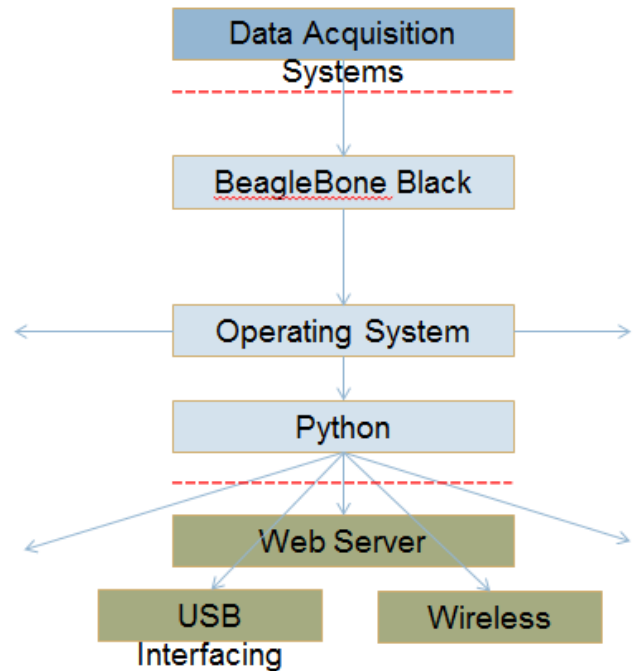 Data Acquisition
Systems
BeagleBone Black
Operating System
Python
Web Server
USB
Interfacing
Wireless